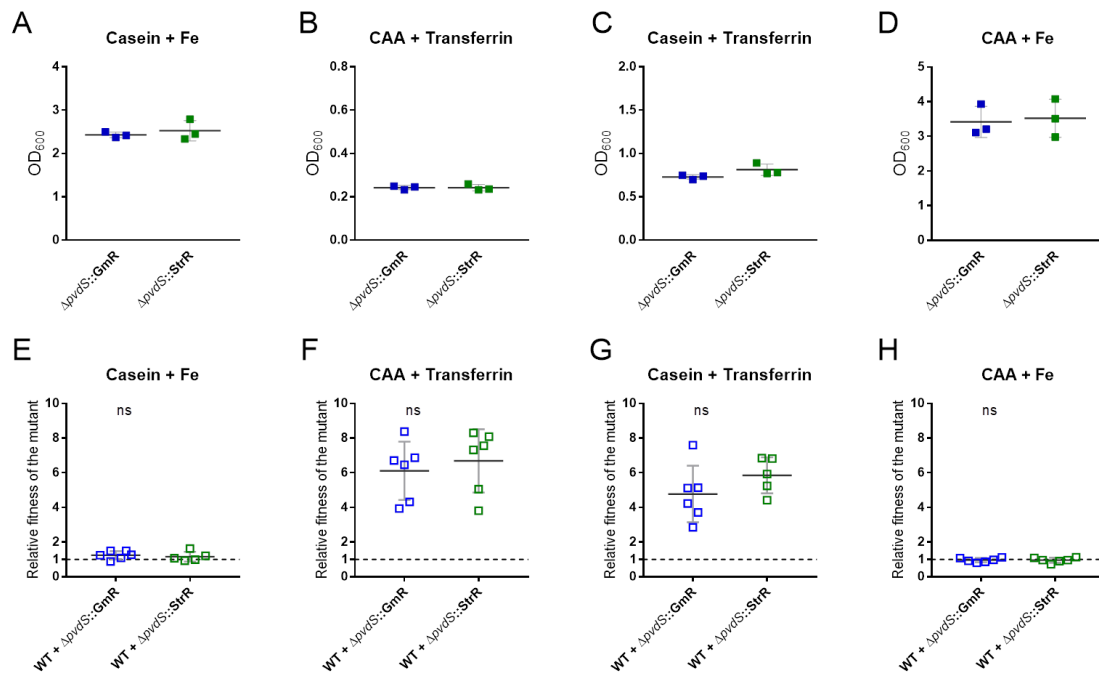 A
Casein + Fe
OD600
4
3
2
1
0
ΔpvdS::GmR
ΔpvdS::StrR
B
CAA + Transferrin
OD600
0.8
0.6
0.4
0.2
0.0
ΔpvdS::GmR
ΔpvdS::StrR
C
Casein + Transferrin
OD600
2.0
1.5
1.0
0.5
0.0
ΔpvdS::GmR
ΔpvdS::StrR
D
CAA + Fe
OD600
5
4
3
2
1
0
ΔpvdS::GmR
ΔpvdS::StrR
E
Casein + Fe
Relative fitness of the mutant
10
8
6
4
2
1
0
ns
WT + ΔpvdS::GmR
WT + ΔpvdS::StrR
F
CAA + Transferrin
Relative fitness of the mutant
10
8
6
4
2
1
0
ns
WT + ΔpvdS::GmR
WT + ΔpvdS::StrR
G
Casein + Transferrin
Relative fitness of the mutant
10
8
6
4
2
1
0
ns
WT + ΔpvdS::GmR
WT + ΔpvdS::StrR
H
CAA + Fe
Relative fitness of the mutant
10
8
6
4
2
1
0
ns
WT + ΔpvdS::GmR
WT + ΔpvdS::StrR